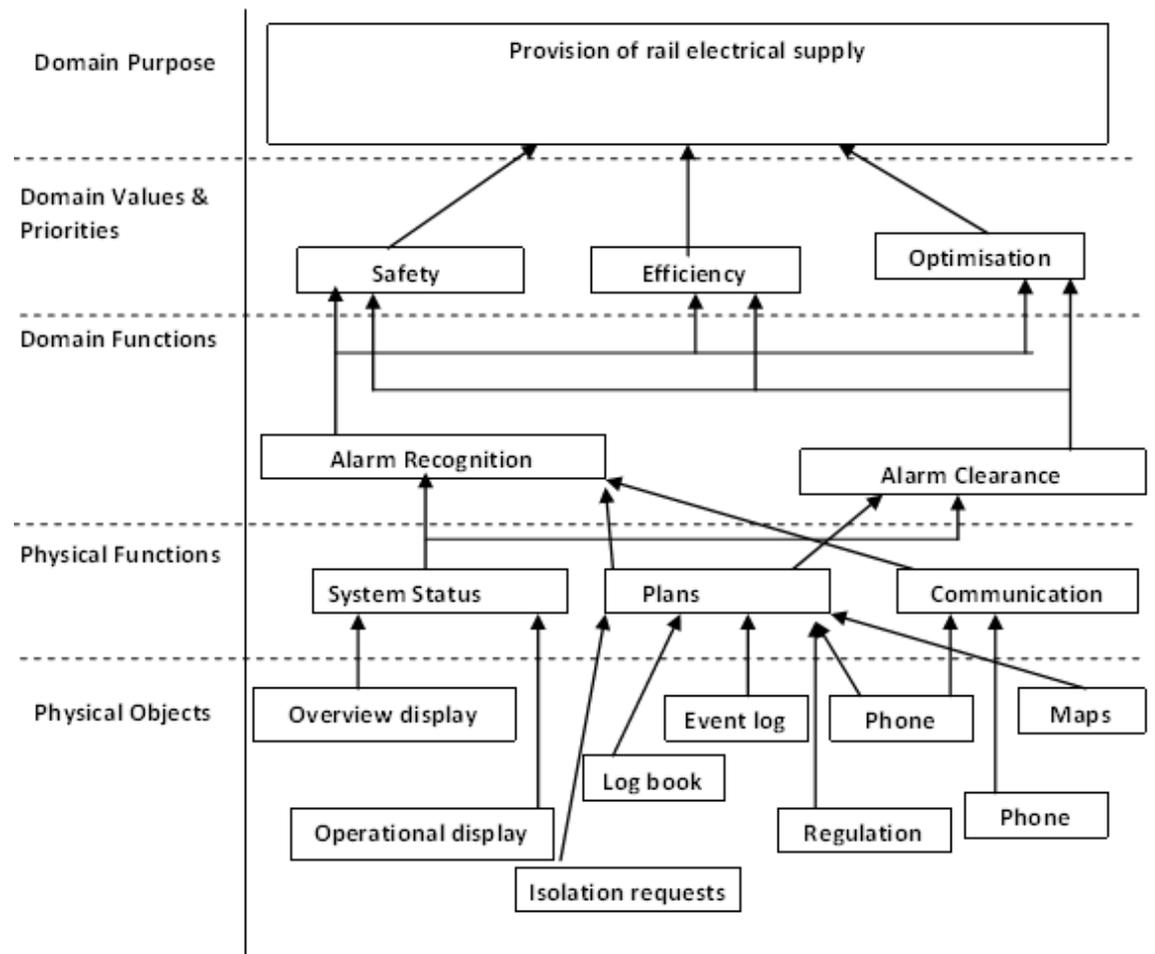 Domain Purpose
Provision of rail electrical supply
Domain Values &
Priorities
Safety
Efficiency
Optimisation
Domain Functions
Alarm Recognition
Alarm Clearance
Physical Functions
System Status
Plans
Communication
Physical Objects
Overview display
Event log
Phone
Maps
Log book
Operational display
Regulation
Phone
Isolation requests